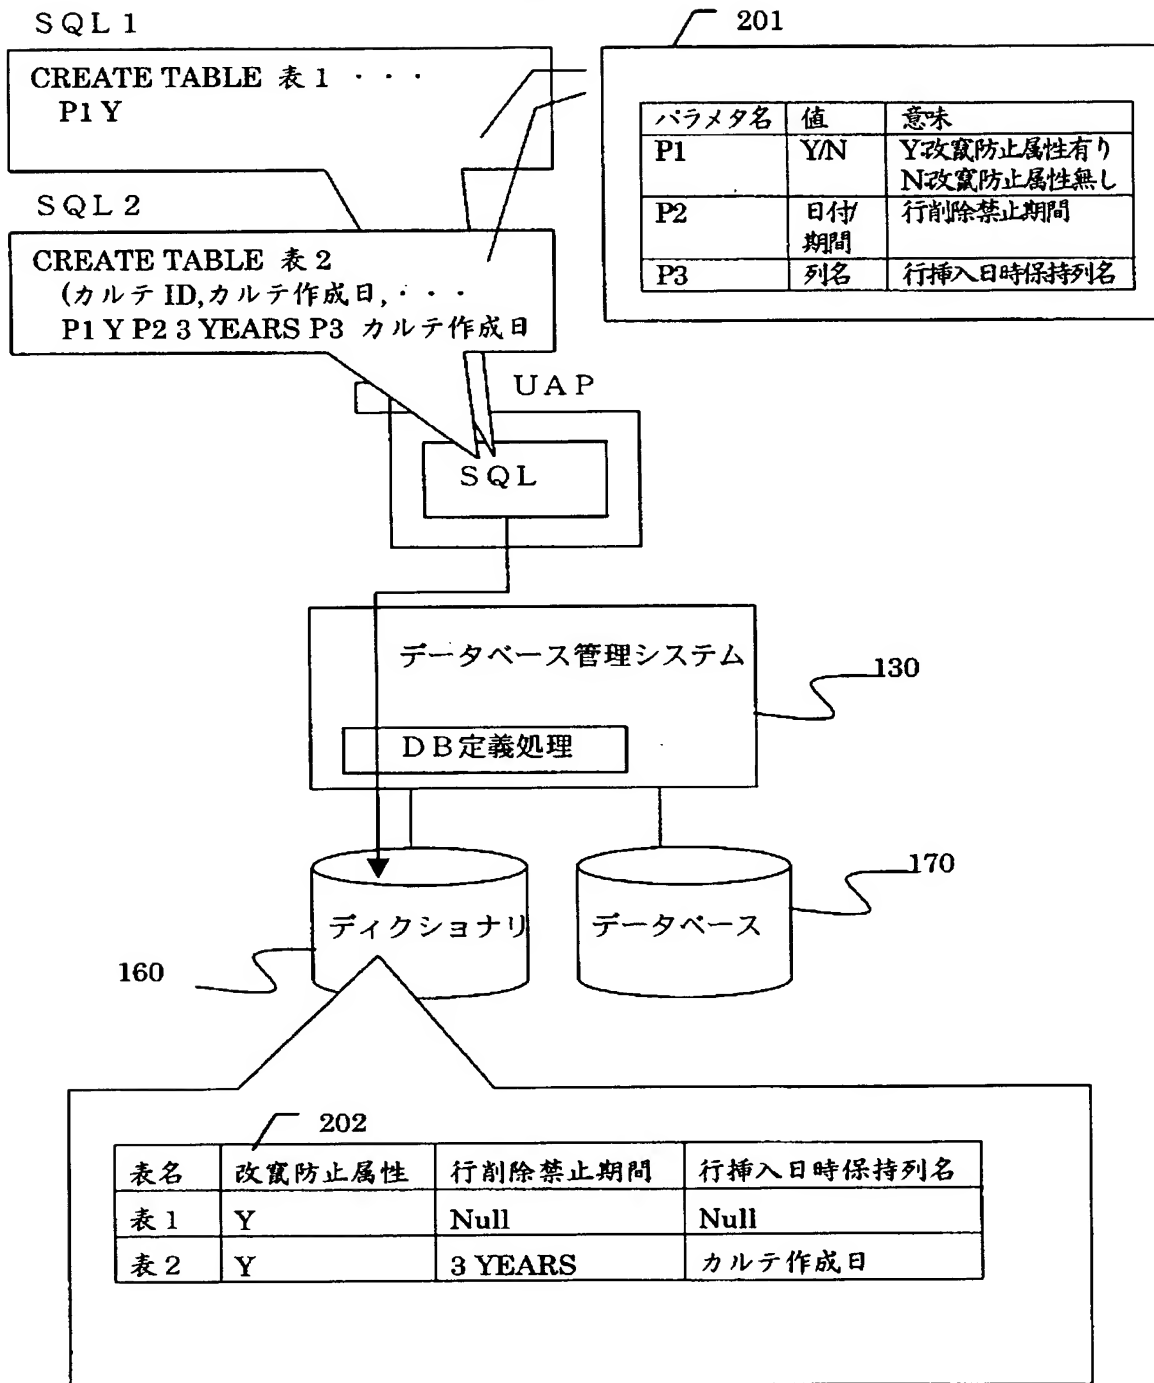 SQL1
CREATE TABLE 表1 ・・・
P1 Y
SQL2
CREATE TABLE 表2
(カルテID,カルテ作成日,・・・
P1 Y P2 3 YEARS P3 カルテ作成日
201
パラメタ名 値 意味
P1 Y/N Y:改竄防止属性有り
N:改竄防止属性無し
P2 日付/ 行削除禁止期間
期間
P3 列名 行挿入日時保持列名
UAP
SQL
データベース管理システム
130
DB定義処理
170
ディクショナリ
データベース
160
202
表名 改竄防止属性 行削除禁止期間 行挿入日時保持列名
表1 Y Null Null
表2 Y 3 YEARS カルテ作成日